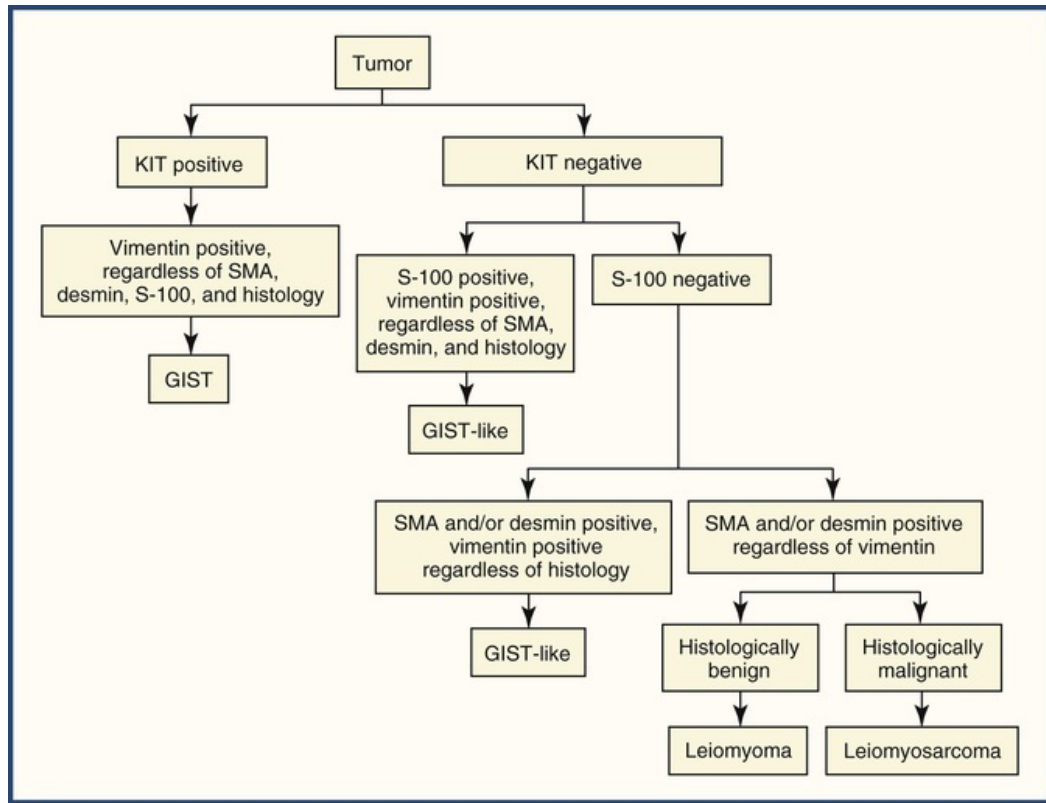 Tumor
KIT positive
KIT negative
Vimentin positive,
regardless of SMA,
desmin, S-100, and histology
S-100 positive,
vimentin positive,
regardless of SMA,
desmin, and histology
S-100 negative
GIST
GIST-like
SMA and/or desmin positive,
vimentin positive
regardless of histology
SMA and/or desmin positive
regardless of vimentin
GIST-like
Histologically
benign
Histologically
malignant
Leiomyoma
Leiomyosarcoma